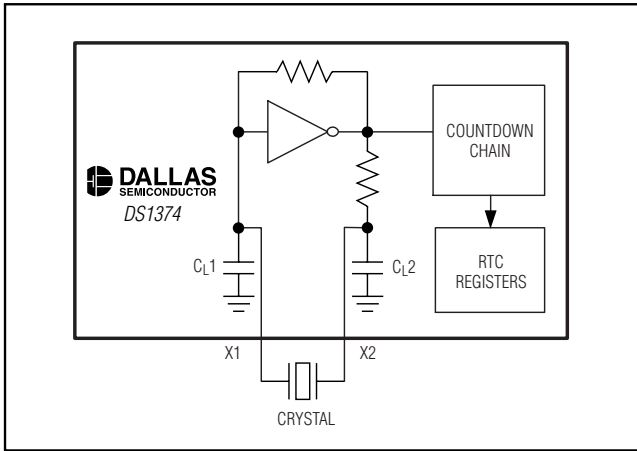 COUNTDOWN
CHAIN
DALLAS
SEMICONDUCTOR
DS1374
RTC
REGISTERS
CL1
CL2
X1
X2
CRYSTAL